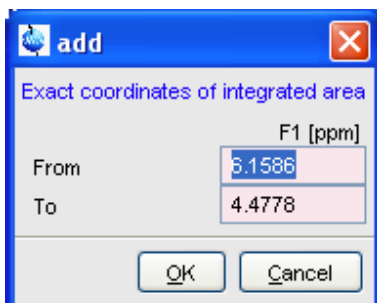 add
Exact coordinates of integrated area
F1 [ppm]
From 6.1586
To 4.4778
OK Cancel